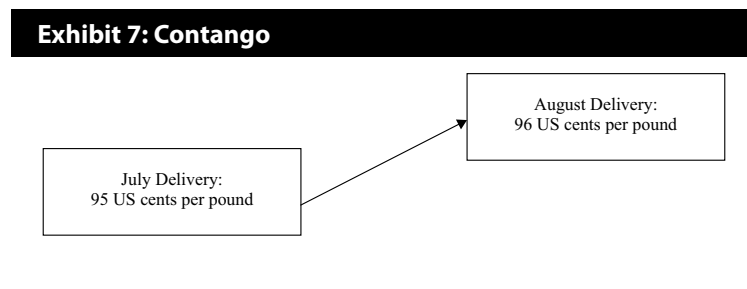 Exhibit 7: Contango
August Delivery:
96 US cents per pound
July Delivery:
95 US cents per pound